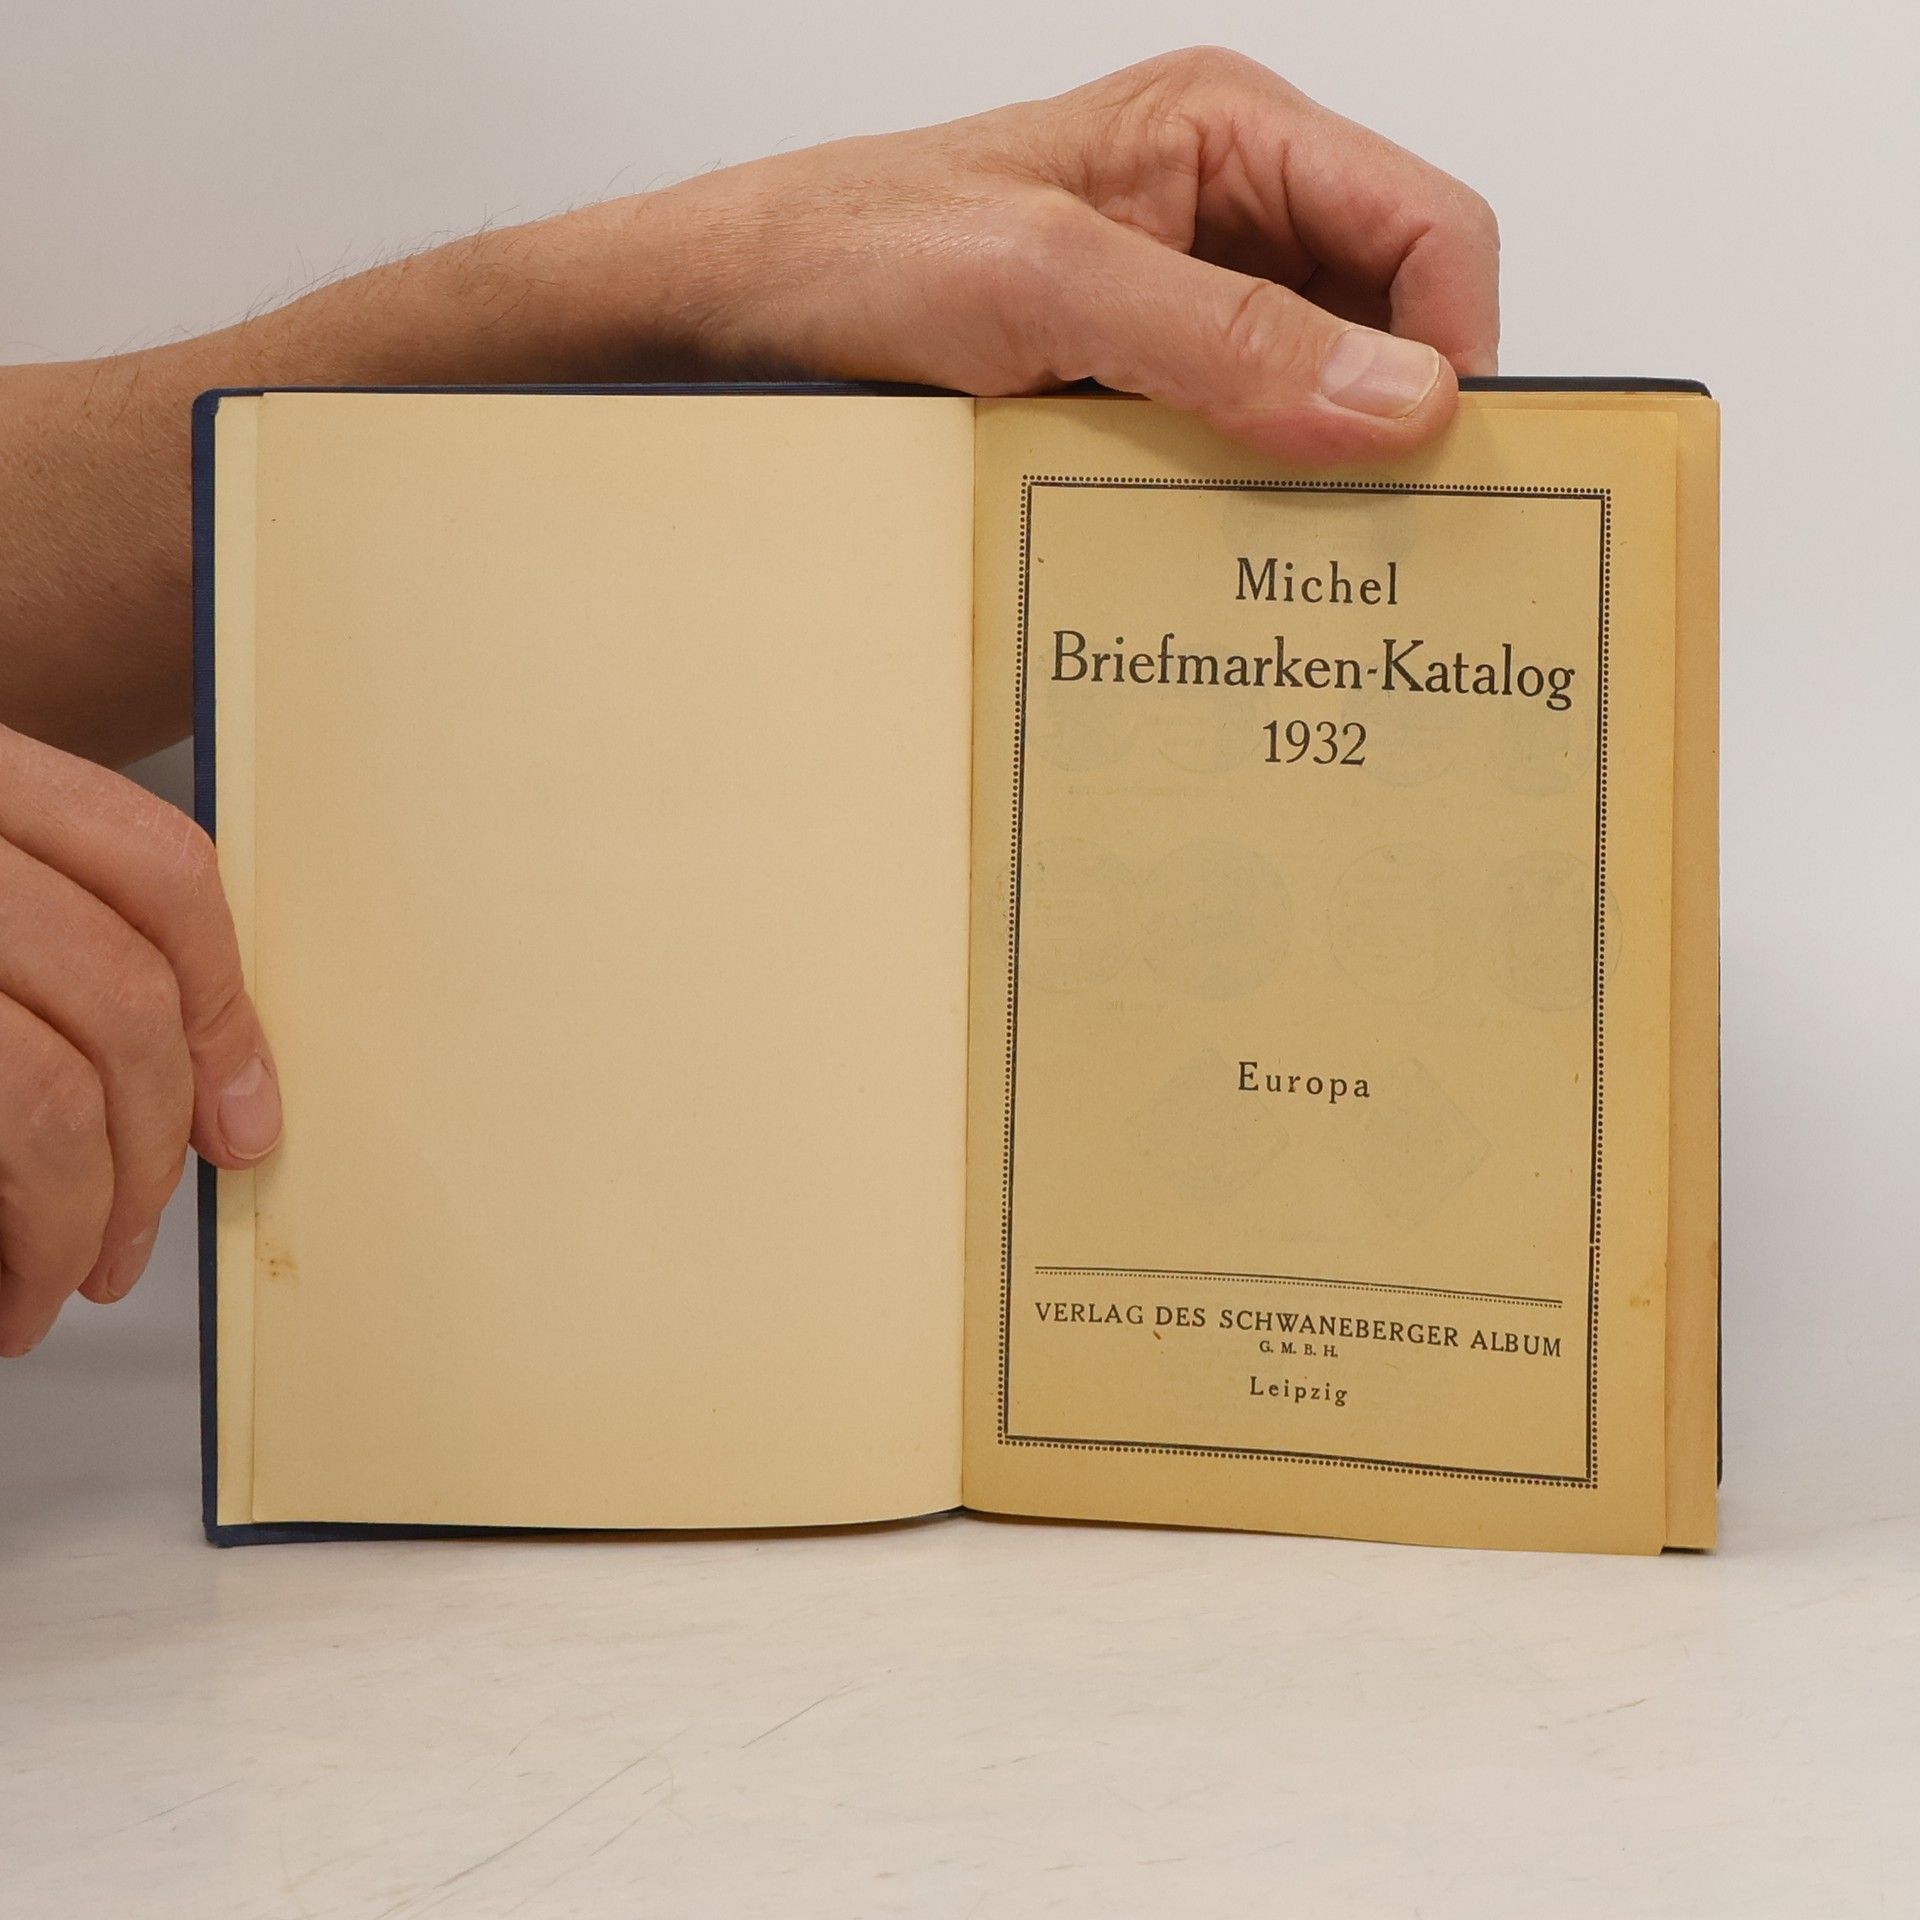 Michel
Briefmarken-Katalog
1932
Europa
VERLAG DES SCHWANEBERGER ALBUM
G. M. B. H.
Leipzig